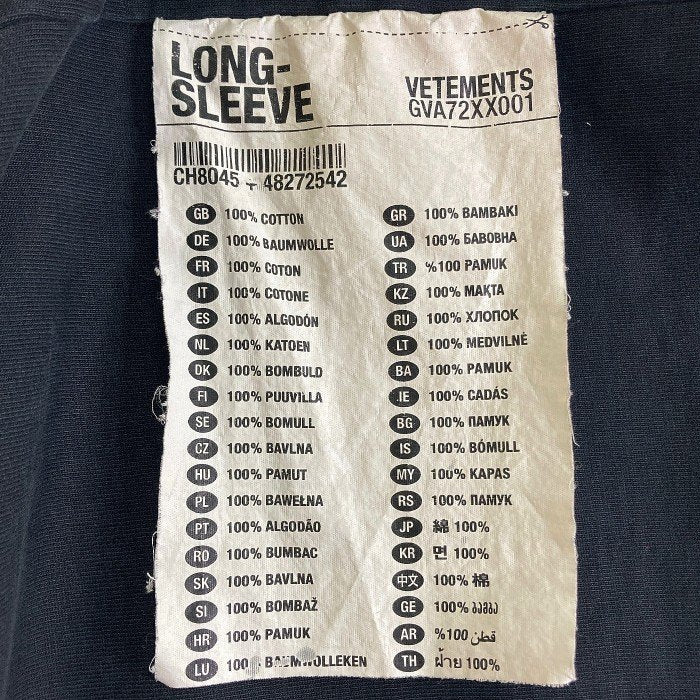 LONG-
SLEEVE
VETEMENTS
GVA72XX001
CH8045 - 48272542
GB 100% COTTON
DE 100% BAUMWOLLE
FR 100% COTON
IT 100% COTONE
ES 100% ALGODÓN
NL 100% KATOEN
DK 100% BOMBULD
FI 100% PUUVILLA
SE 100% BOMULL
CZ 100% BAVLNA
HU 100% PAMUT
PL 100% BAWEŁNA
PT 100% ALGODÃO
RO 100% BUMBAC
SK 100% BAVLNA
SI 100% BOMBAŽ
HR 100% PAMUK
LU 100% BAEMWOLLEKEN
GR 100% BAMBAKI
UA 100% БАВОВНА
TR %100 PAMUK
KZ 100% МАҚТА
RU 100% ХЛОПОК
LT 100% MEDVILNĖ
BA 100% PAMUK
IE 100% CADÁS
BG 100% ПАМУК
IS 100% BÓMULL
MY 100% KAPAS
RS 100% ПАМУК
JP 綿 100%
KR 면 100%
中文 100% 棉
GE 100% ბამბა
AR %100 قطن
TH ฝ้าย 100%